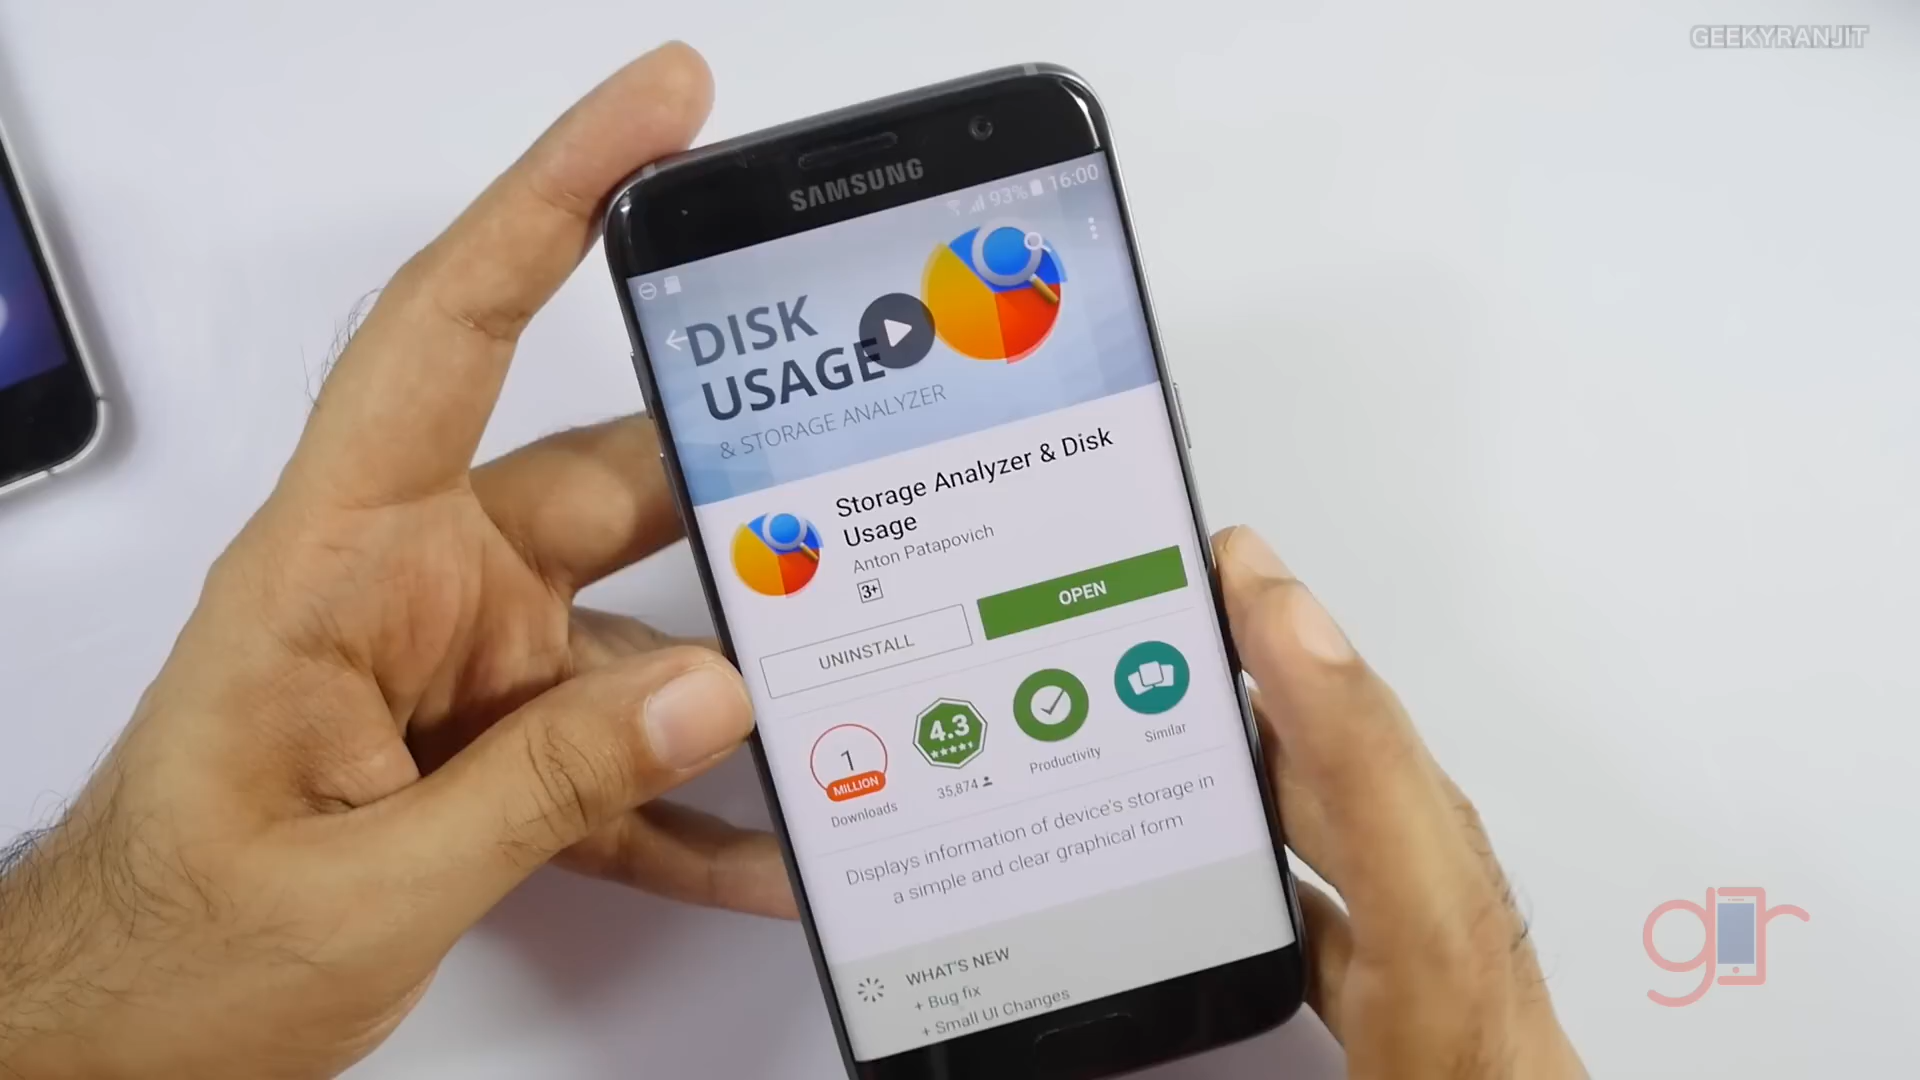 GEEKYRANJIT
SAMSUNG
93% 16:00
DISK
USAGE
& STORAGE ANALYZER
Storage Analyzer & Disk
Usage
Anton Patapovich
3+
UNINSTALL
OPEN
1
MILLION
Downloads
4.3
35,874
Productivity
Similar
Displays information of device's storage in
a simple and clear graphical form
WHAT'S NEW
+ Bug fix
+ Small UI Changes
gr